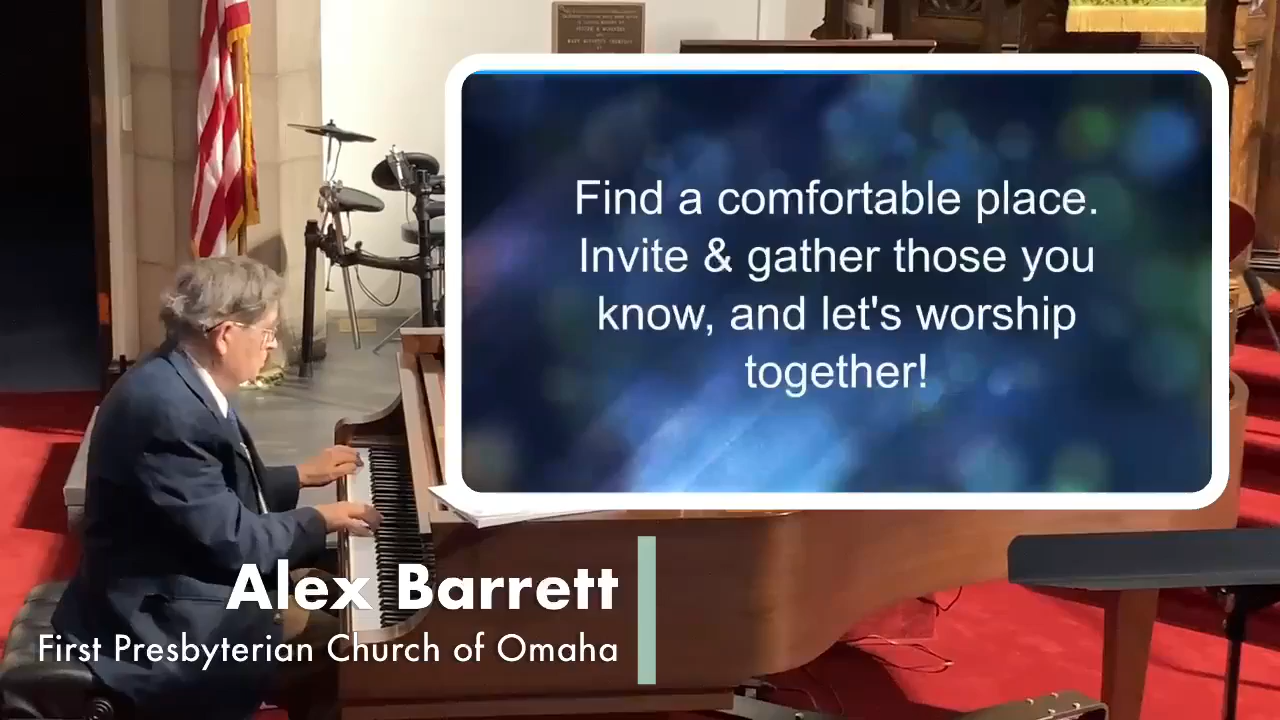 Find a comfortable place.
Invite & gather those you
know, and let's worship
together!
Alex Barrett
First Presbyterian Church of Omaha